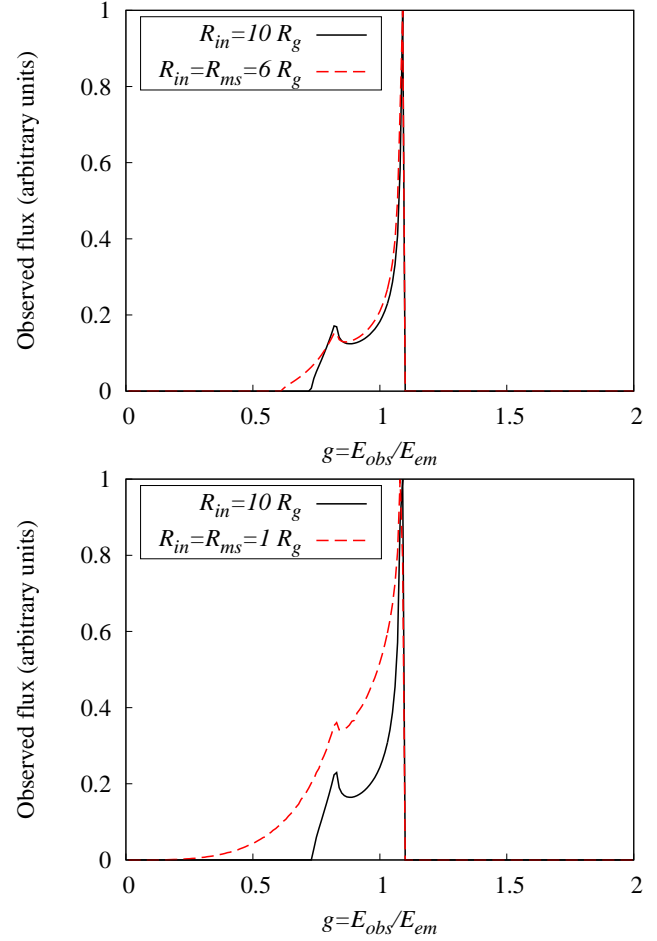 1
0.8
0.6
0.4
0.2
0
Observed flux (arbitrary units)
R_in=10 R_g
R_in=R_ms=6 R_g
0 0.5 1 1.5 2
g=E_obs/E_em
1
0.8
0.6
0.4
0.2
0
Observed flux (arbitrary units)
R_in=10 R_g
R_in=R_ms=1 R_g
0 0.5 1 1.5 2
g=E_obs/E_em